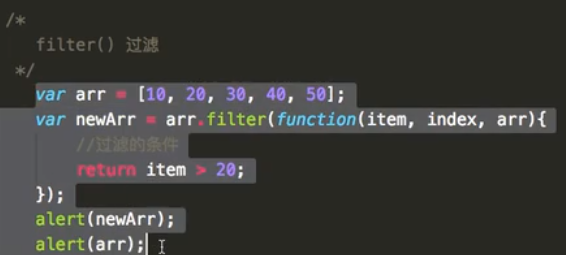 /*
filter() 过滤
*/
var arr = [10, 20, 30, 40, 50];
var newArr = arr.filter(function(item, index, arr){
//过滤的条件
return item > 20;
});
alert(newArr);
alert(arr);